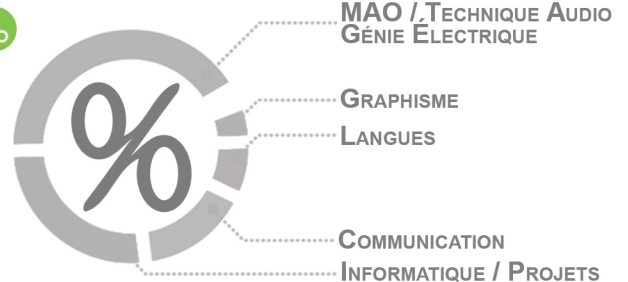 MAO / Technique Audio
Génie Électrique
%
Graphisme
Langues
Communication
Informatique / Projets